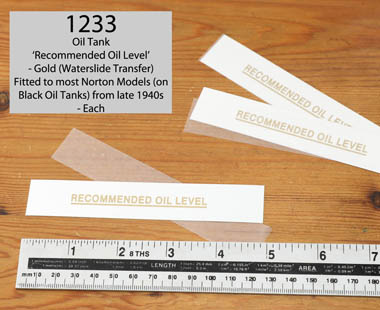 1233
Oil Tank
‘Recommended Oil Level’
- Gold (Waterslide Transfer)
Fitted to most Norton Models (on
Black Oil Tanks) from late 1940s
- Each
RECOMMENDED OIL LEVEL
RECOMMENDED OIL LEVEL
RECOMMENDED OIL LEVEL
1 2 3 4 5 6 7
8 THS
LENGTH
AREA
mm 10 20 30 40 50 60 70 80 90 100 110 120 130 140 150 160 170 180